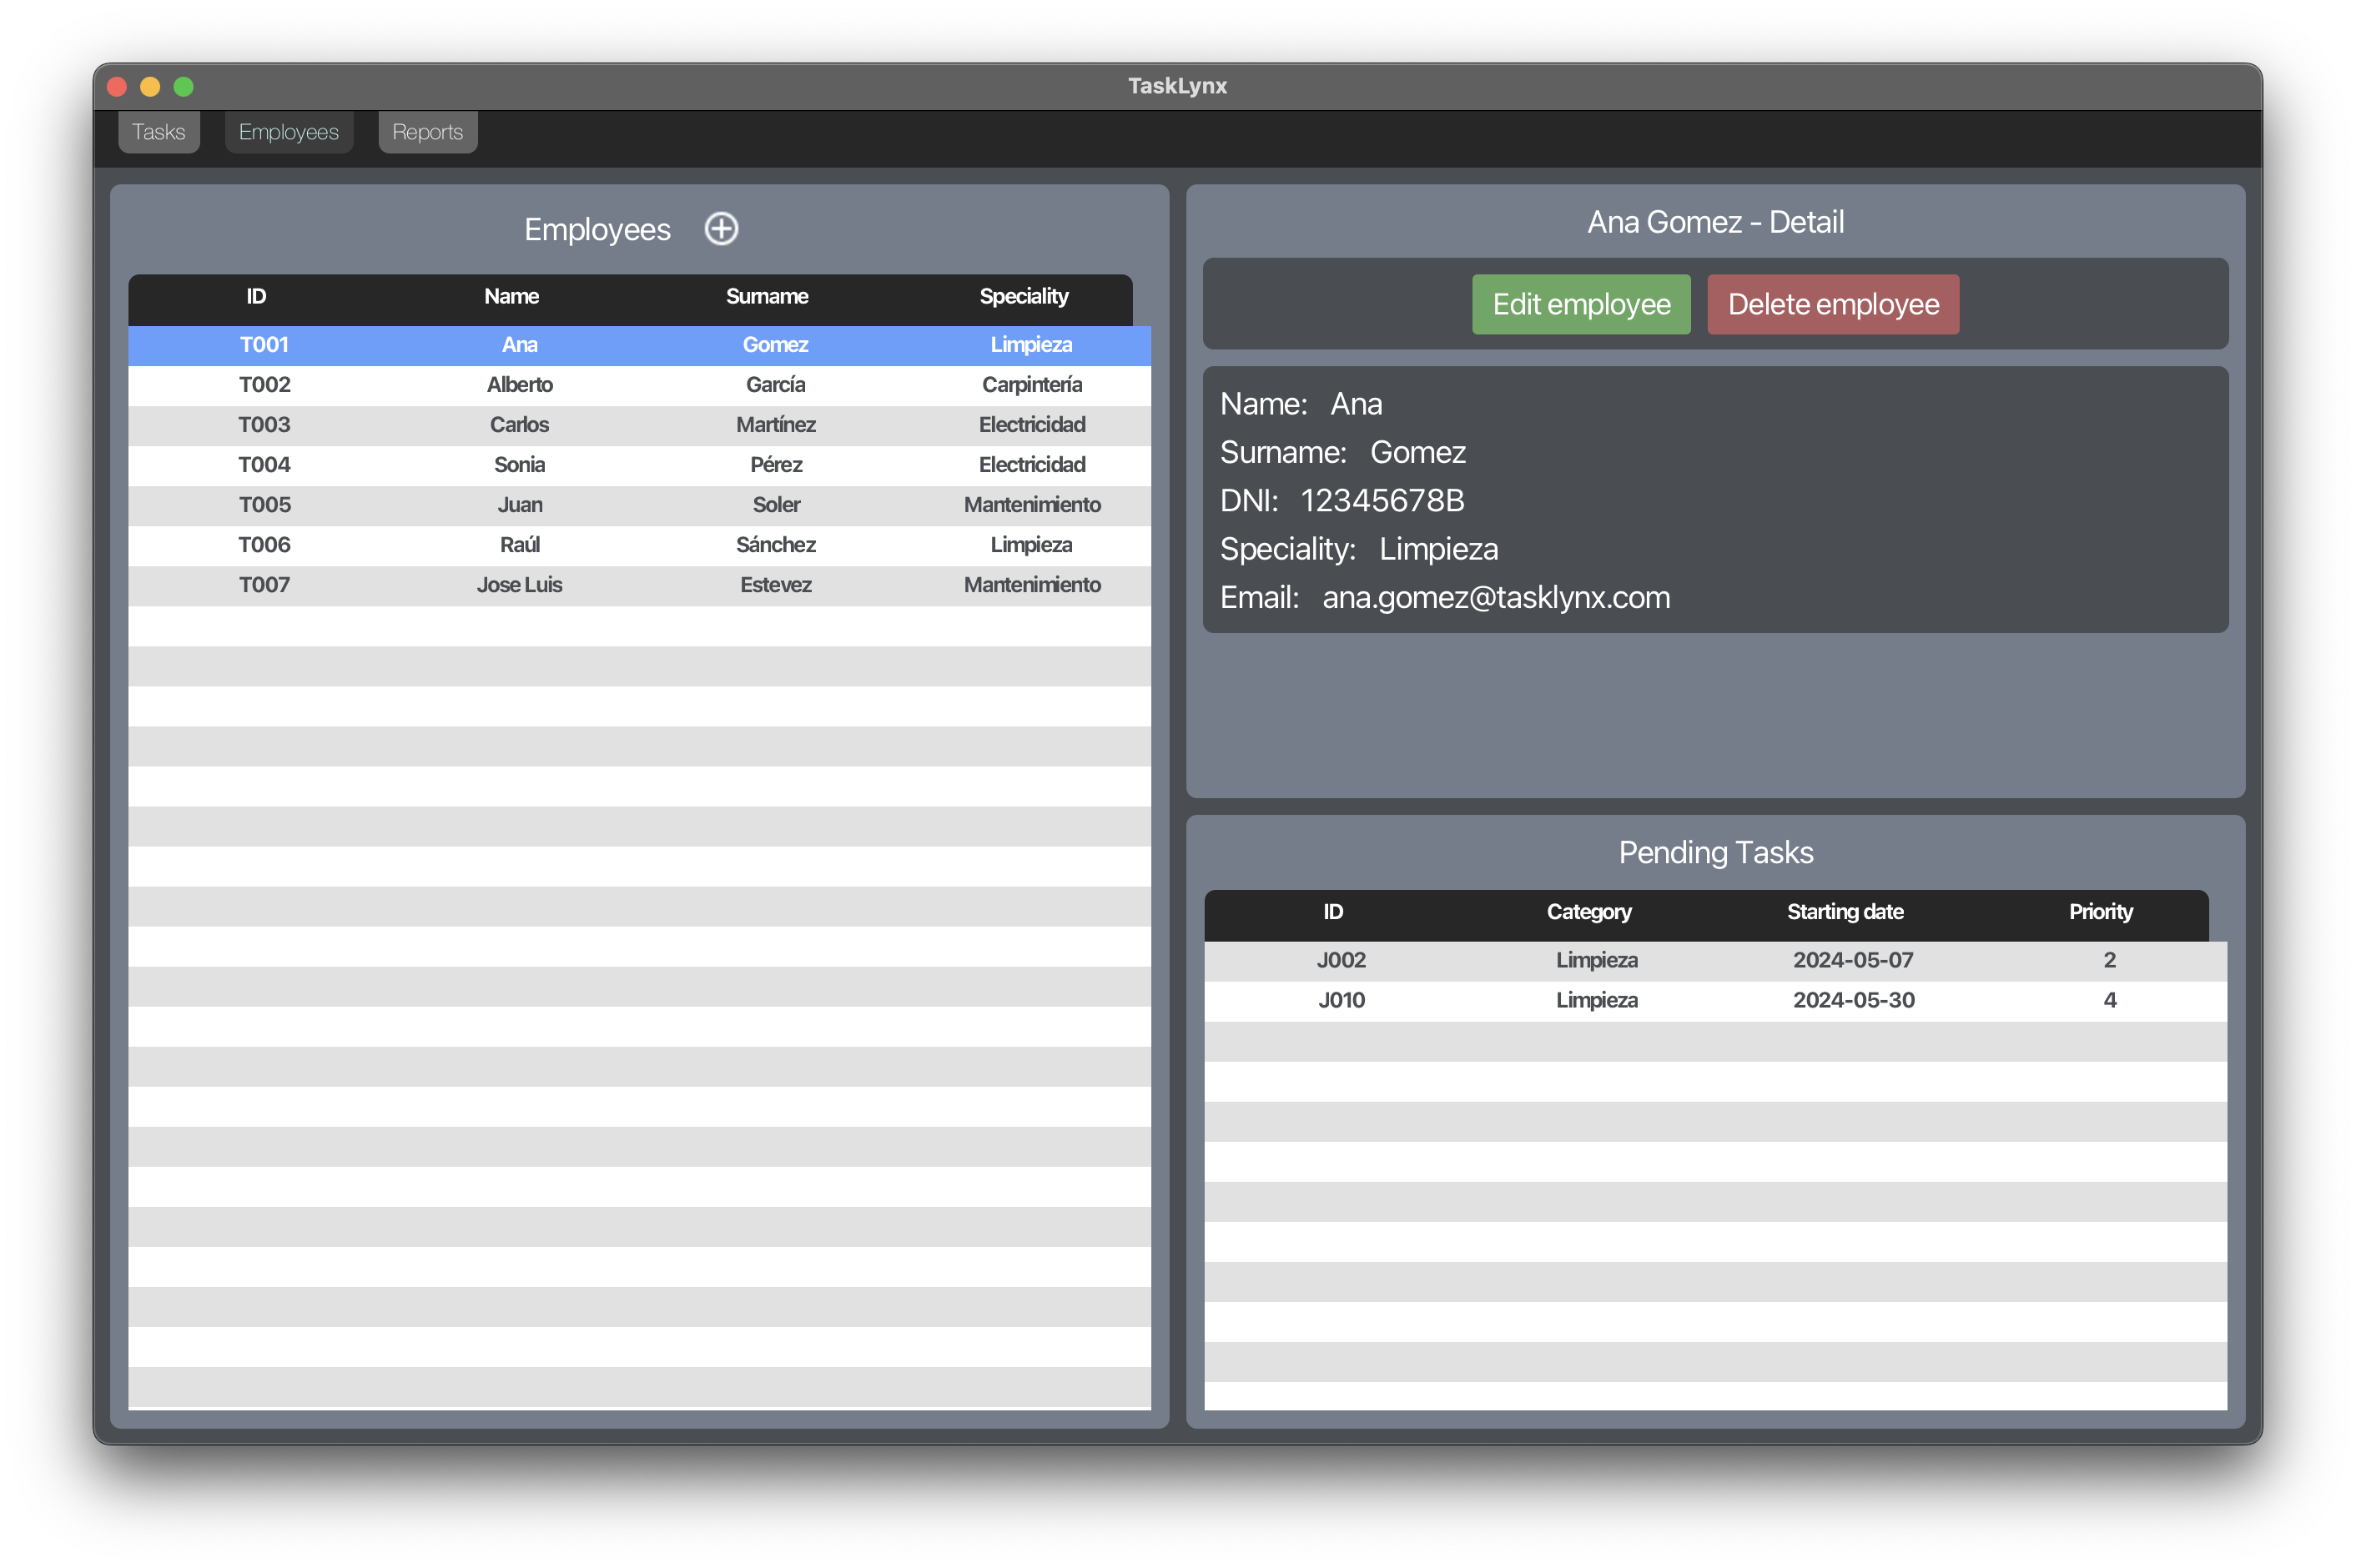 TaskLynx
Tasks Employees Reports
Employees
ID Name Surname Speciality
T001 Ana Gomez Limpieza
T002 Alberto García Carpintería
T003 Carlos Martínez Electricidad
T004 Sonia Pérez Electricidad
T005 Juan Soler Mantenimiento
T006 Raúl Sánchez Limpieza
T007 Jose Luis Estevez Mantenimiento
Ana Gomez - Detail
Edit employee Delete employee
Name: Ana
Surname: Gomez
DNI: 12345678B
Speciality: Limpieza
Email: ana.gomez@tasklynx.com
Pending Tasks
ID Category Starting date Priority
J002 Limpieza 2024-05-07 2
J010 Limpieza 2024-05-30 4